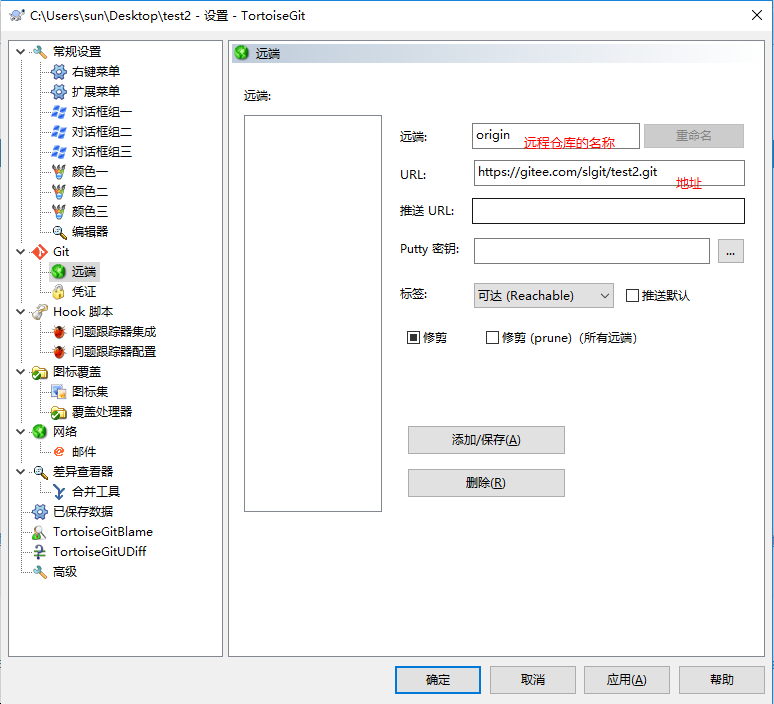 C:\Users\sun\Desktop\test2 - 设置 - TortoiseGit
常规设置
右键菜单
扩展菜单
对话框组一
对话框组二
对话框组三
颜色一
颜色二
颜色三
编辑器
Git
远端
凭证
Hook 脚本
问题跟踪器集成
问题跟踪器配置
图标覆盖
图标集
覆盖处理器
网络
邮件
差异查看器
合并工具
已保存数据
TortoiseGitBlame
TortoiseGitUDiff
高级
远端
远端:
远端: origin 远程仓库的名称 重命名
URL: https://gitee.com/slgit/test2.git 地址
推送 URL:
Putty 密钥: ...
标签: 可达 (Reachable) 推送默认
修剪 修剪 (prune)（所有远端）
添加/保存(A)
删除(R)
确定 取消 应用(A) 帮助